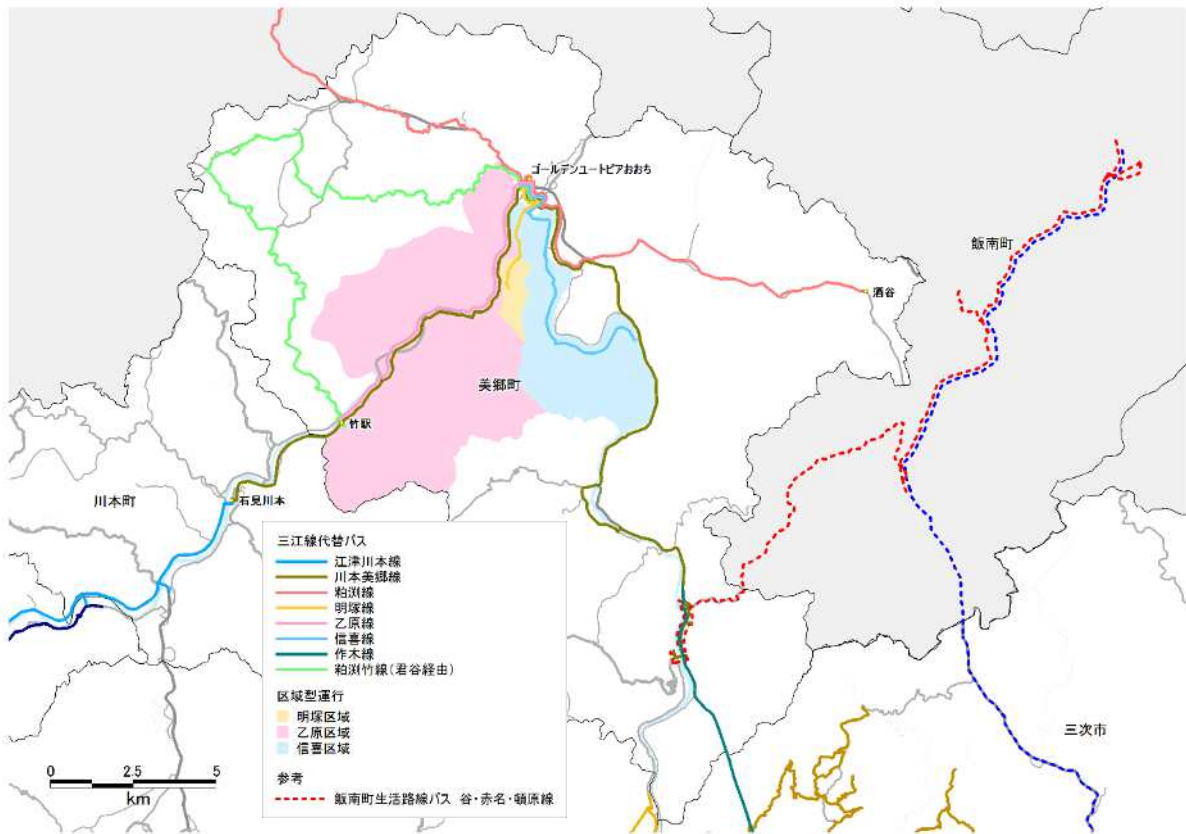 ゴールデンユートピアおおち
飯南町
酒谷
美郷町
竹駅
川本町
石見川本
三次市
三江線代替バス
江津川本線
川本美郷線
粕渕線
明塚線
乙原線
信喜線
作木線
粕渕竹線(君谷経由)
区域型運行
明塚区域
乙原区域
信喜区域
参考
飯南町生活路線バス 谷・赤名・頓原線
0 2.5 5
km